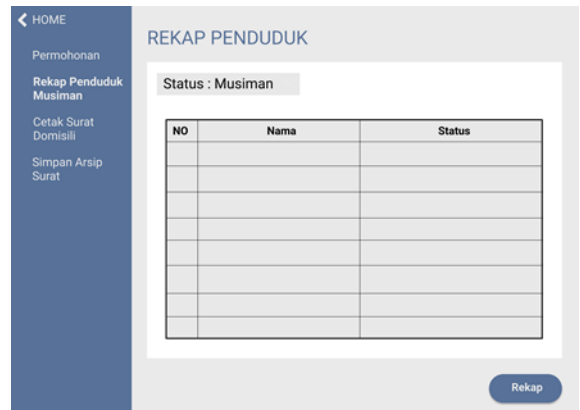 HOME
Permohonan
Rekap Penduduk
Musiman
Cetak Surat
Domisili
Simpan Arsip
Surat
REKAP PENDUDUK
Status : Musiman
NO Nama Status
Rekap